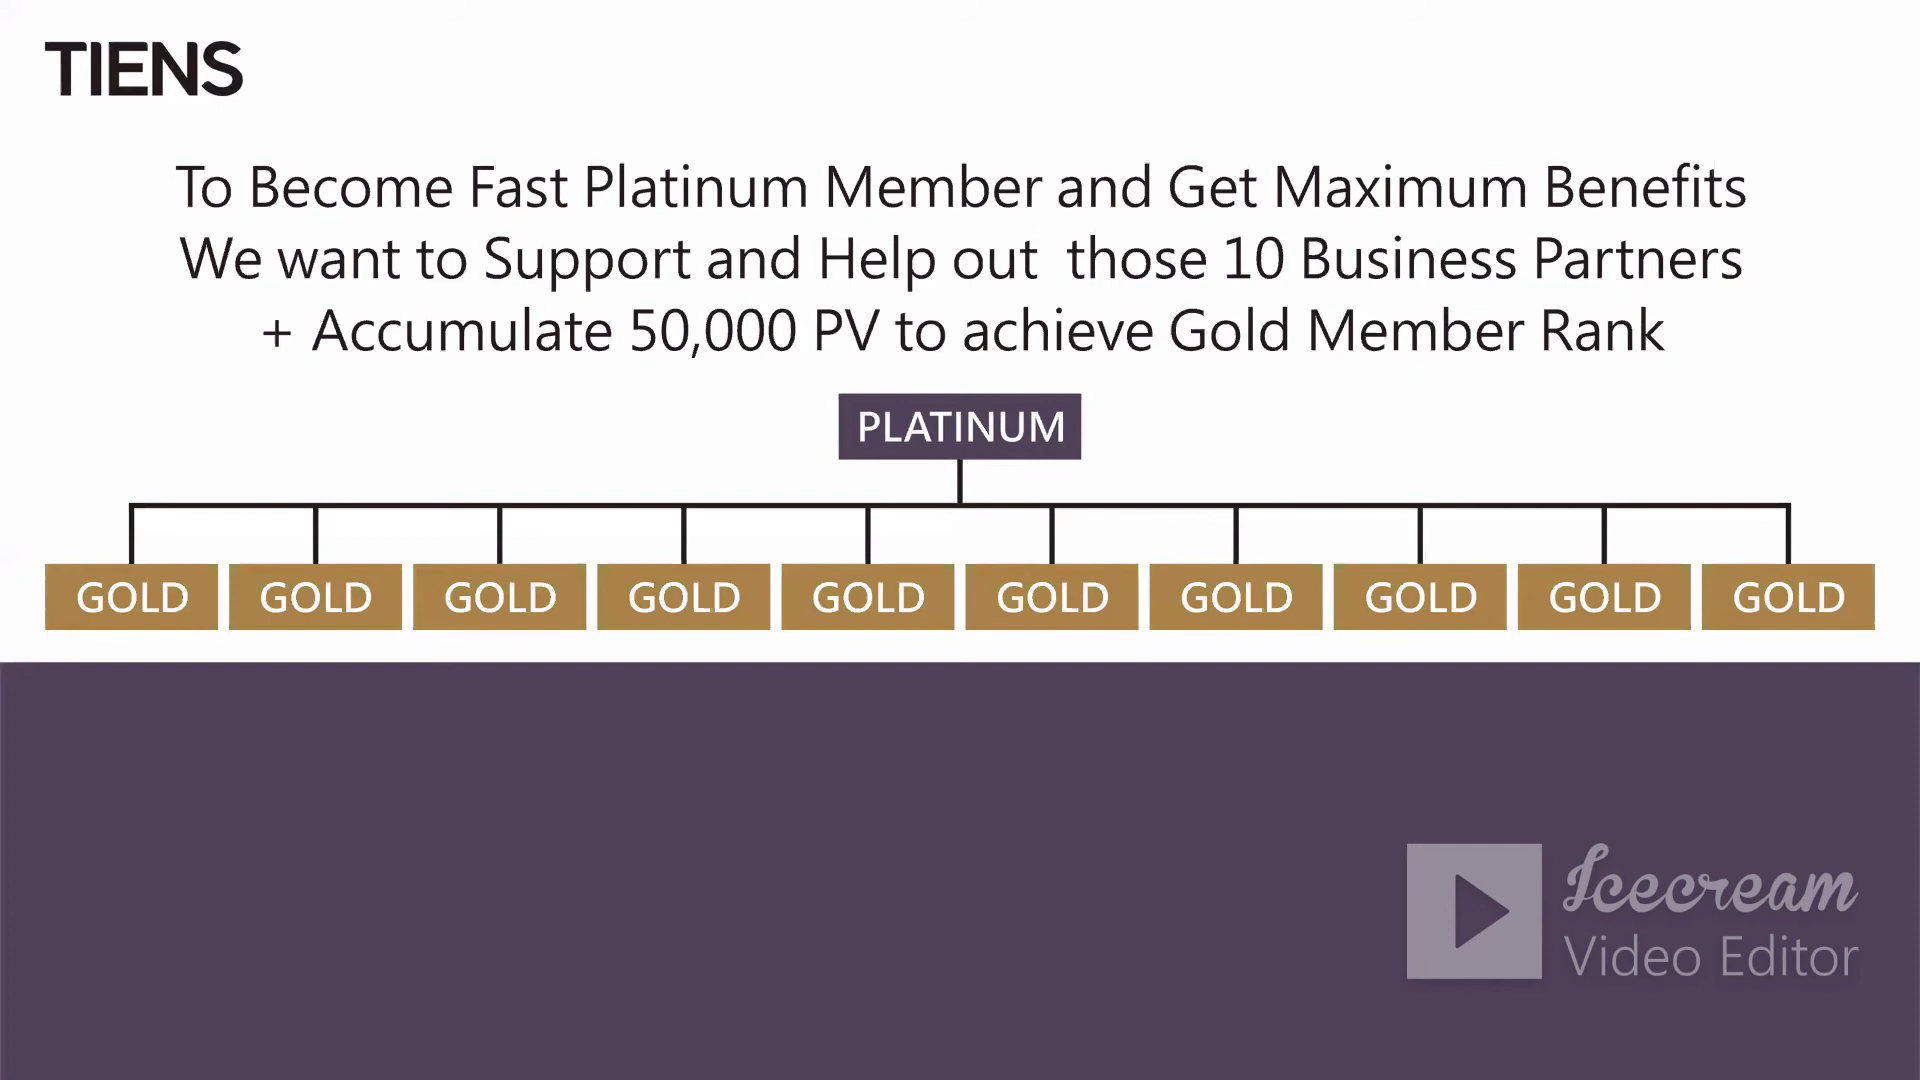 TIENS
To Become Fast Platinum Member and Get Maximum Benefits
We want to Support and Help out those 10 Business Partners
+ Accumulate 50,000 PV to achieve Gold Member Rank
PLATINUM
GOLD GOLD GOLD GOLD GOLD GOLD GOLD GOLD GOLD GOLD
Icecream
Video Editor